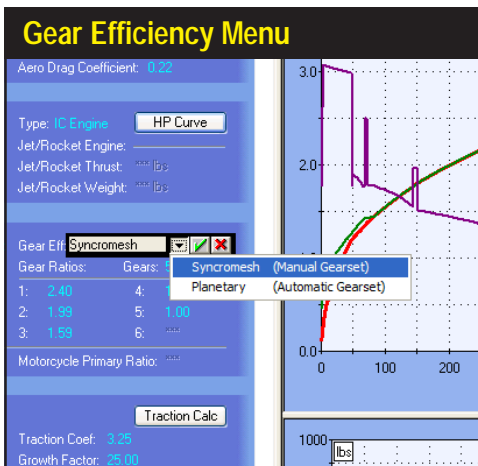 Gear Efficiency Menu
Aero Drag Coefficient: 0.22
Type: IC Engine HP Curve
Jet/Rocket Engine:
Jet/Rocket Thrust: *** lbs
Jet/Rocket Weight: *** lbs
Gear Eff: Syncromesh
Gear Ratios: Gears:
Syncromesh (Manual Gearset)
Planetary (Automatic Gearset)
1: 2.40 4:
2: 1.99 5: 1.00
3: 1.59 6: ***
Motorcycle Primary Ratio: ***
Traction Calc
Traction Coef: 3.25
Growth Factor: 25.00
3.0
2.0
0.0
0 100 200
1000
lbs